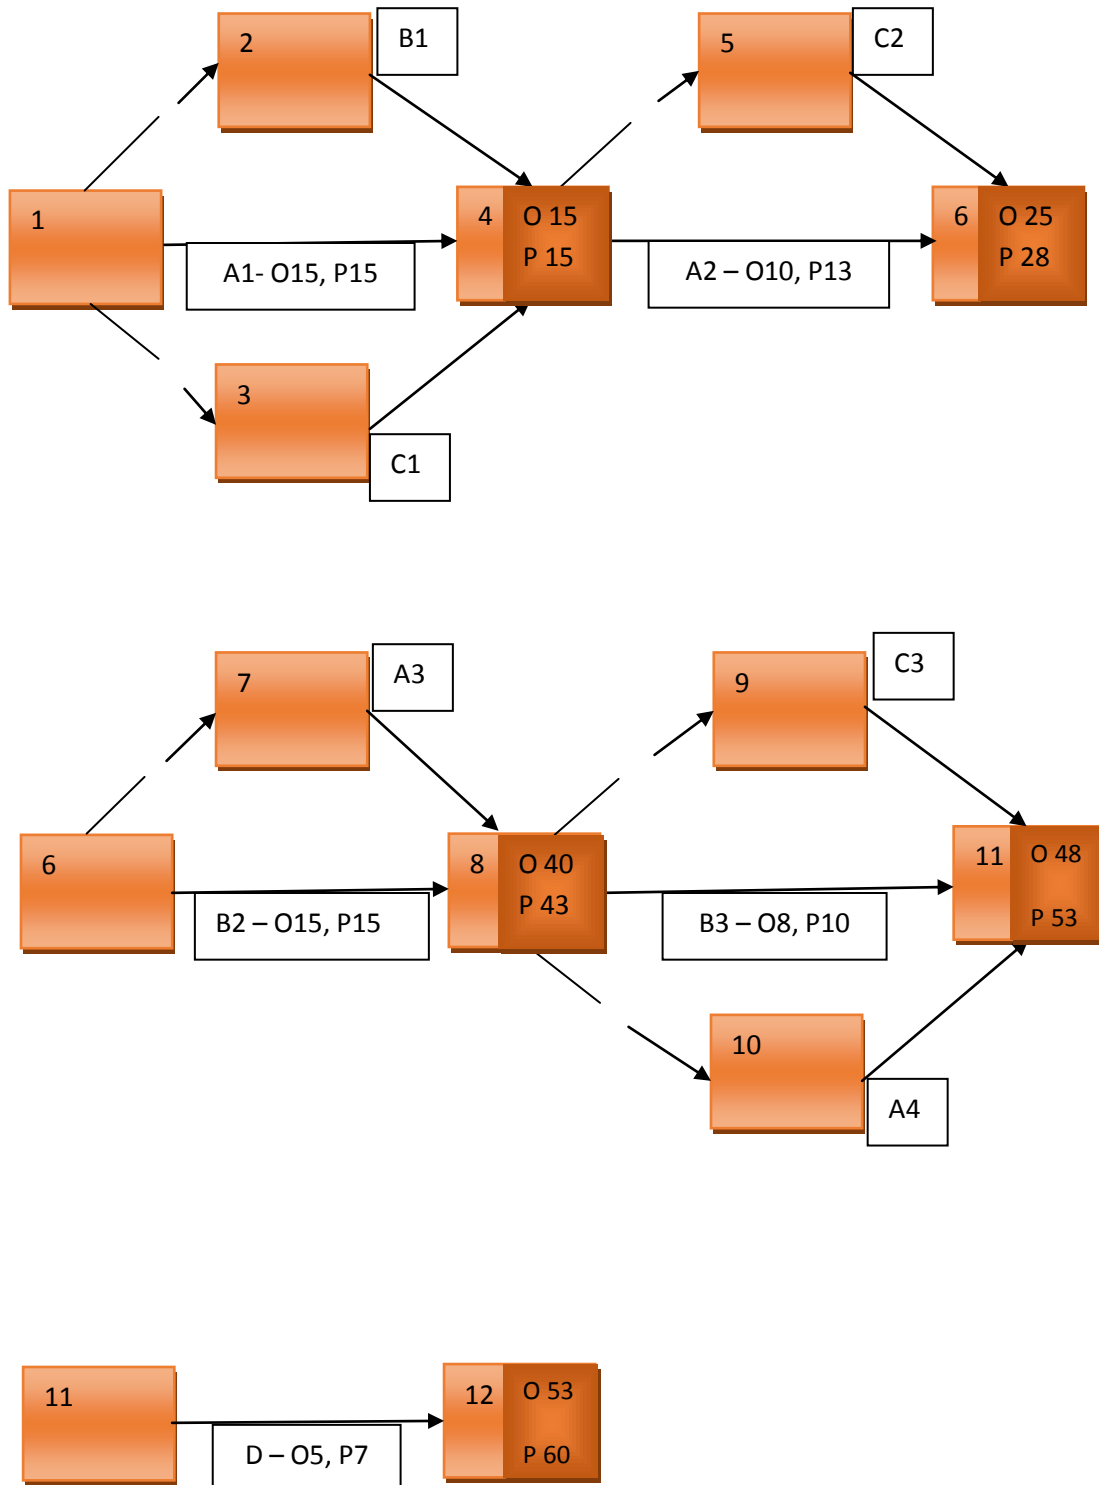 2
B1
5
C2
1
4
O 15
P 15
6
O 25
P 28
A1- O15, P15
A2 – O10, P13
3
C1
7
A3
9
C3
6
8
O 40
P 43
11
O 48
P 53
B2 – O15, P15
B3 – O8, P10
10
A4
11
12
O 53
P 60
D – O5, P7